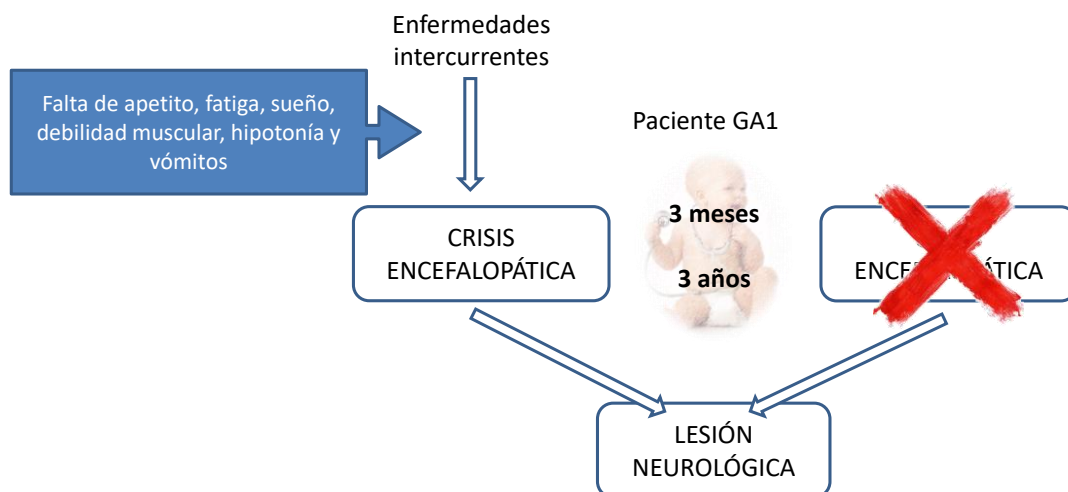 Enfermedades
intercurrentes
Falta de apetito, fatiga, sueño,
debilidad muscular, hipotonía y
vómitos
Paciente GA1
3 meses
3 años
CRISIS
ENCEFALOPÁTICA
LESIÓN
NEUROLÓGICA